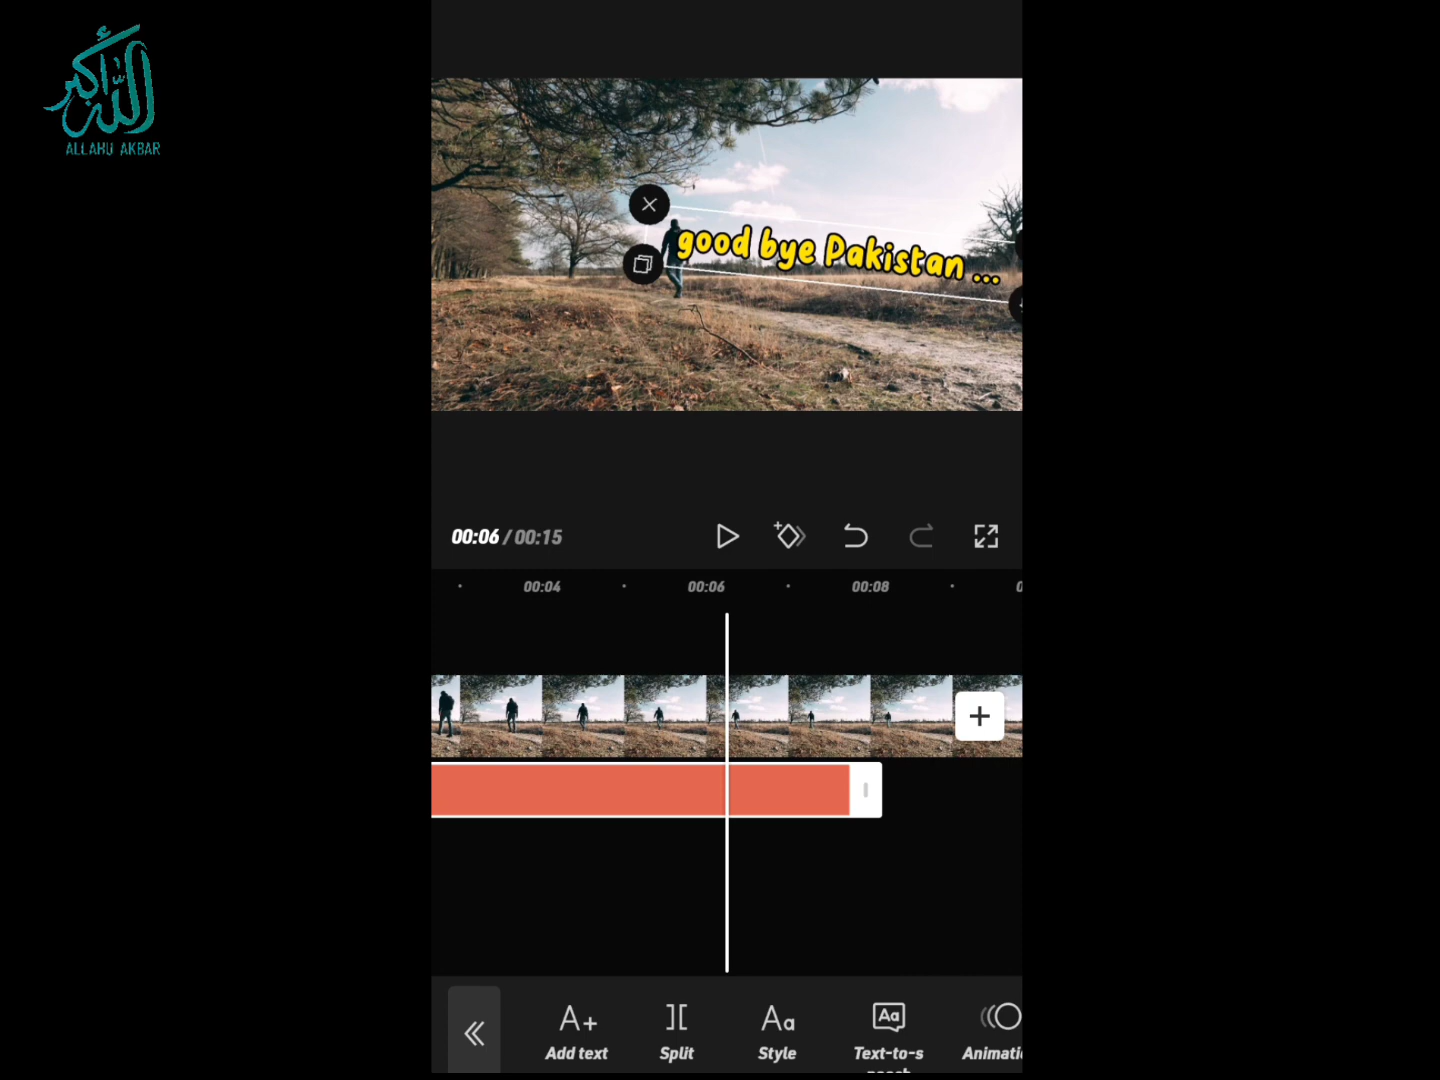 الله أكبر
ALLAHU AKBAR
good bye Pakistan ...
00:06 / 00:15
00:04 00:06 00:08
Add text Split Style Text-to-s Animati